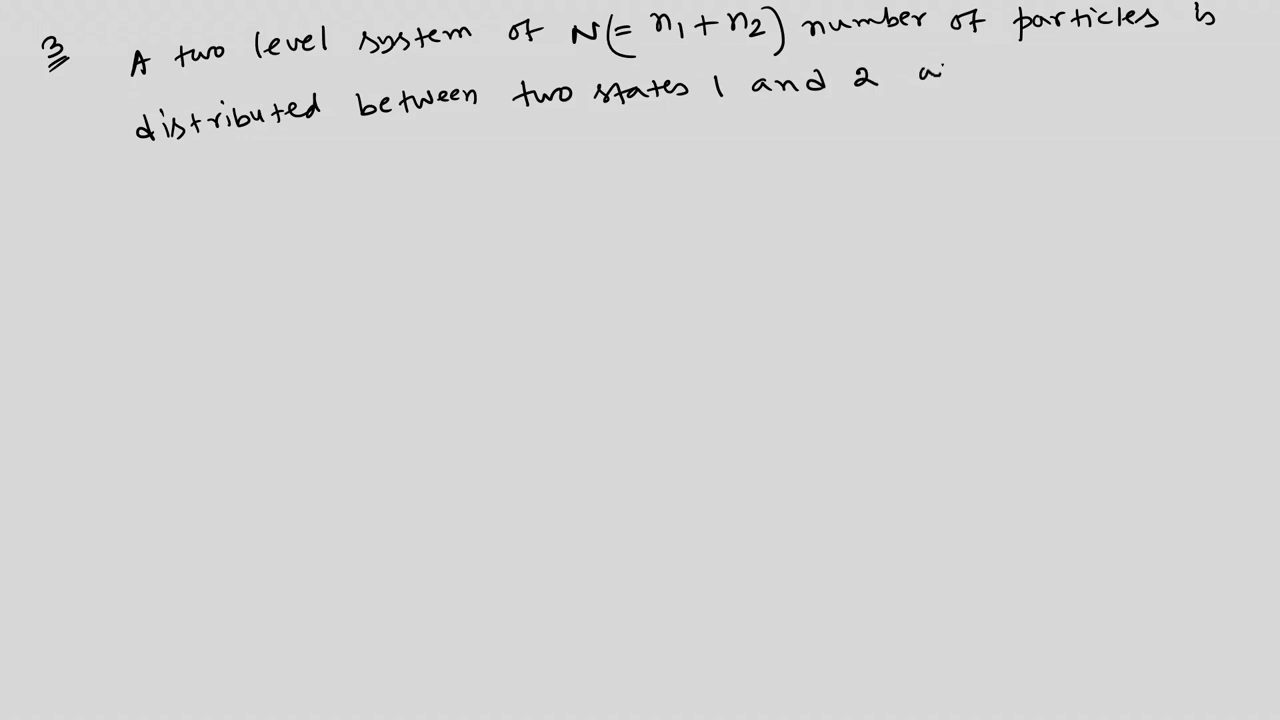 3 A two level system of N(= n₁ + n₂) number of particles is
distributed between two states 1 and 2